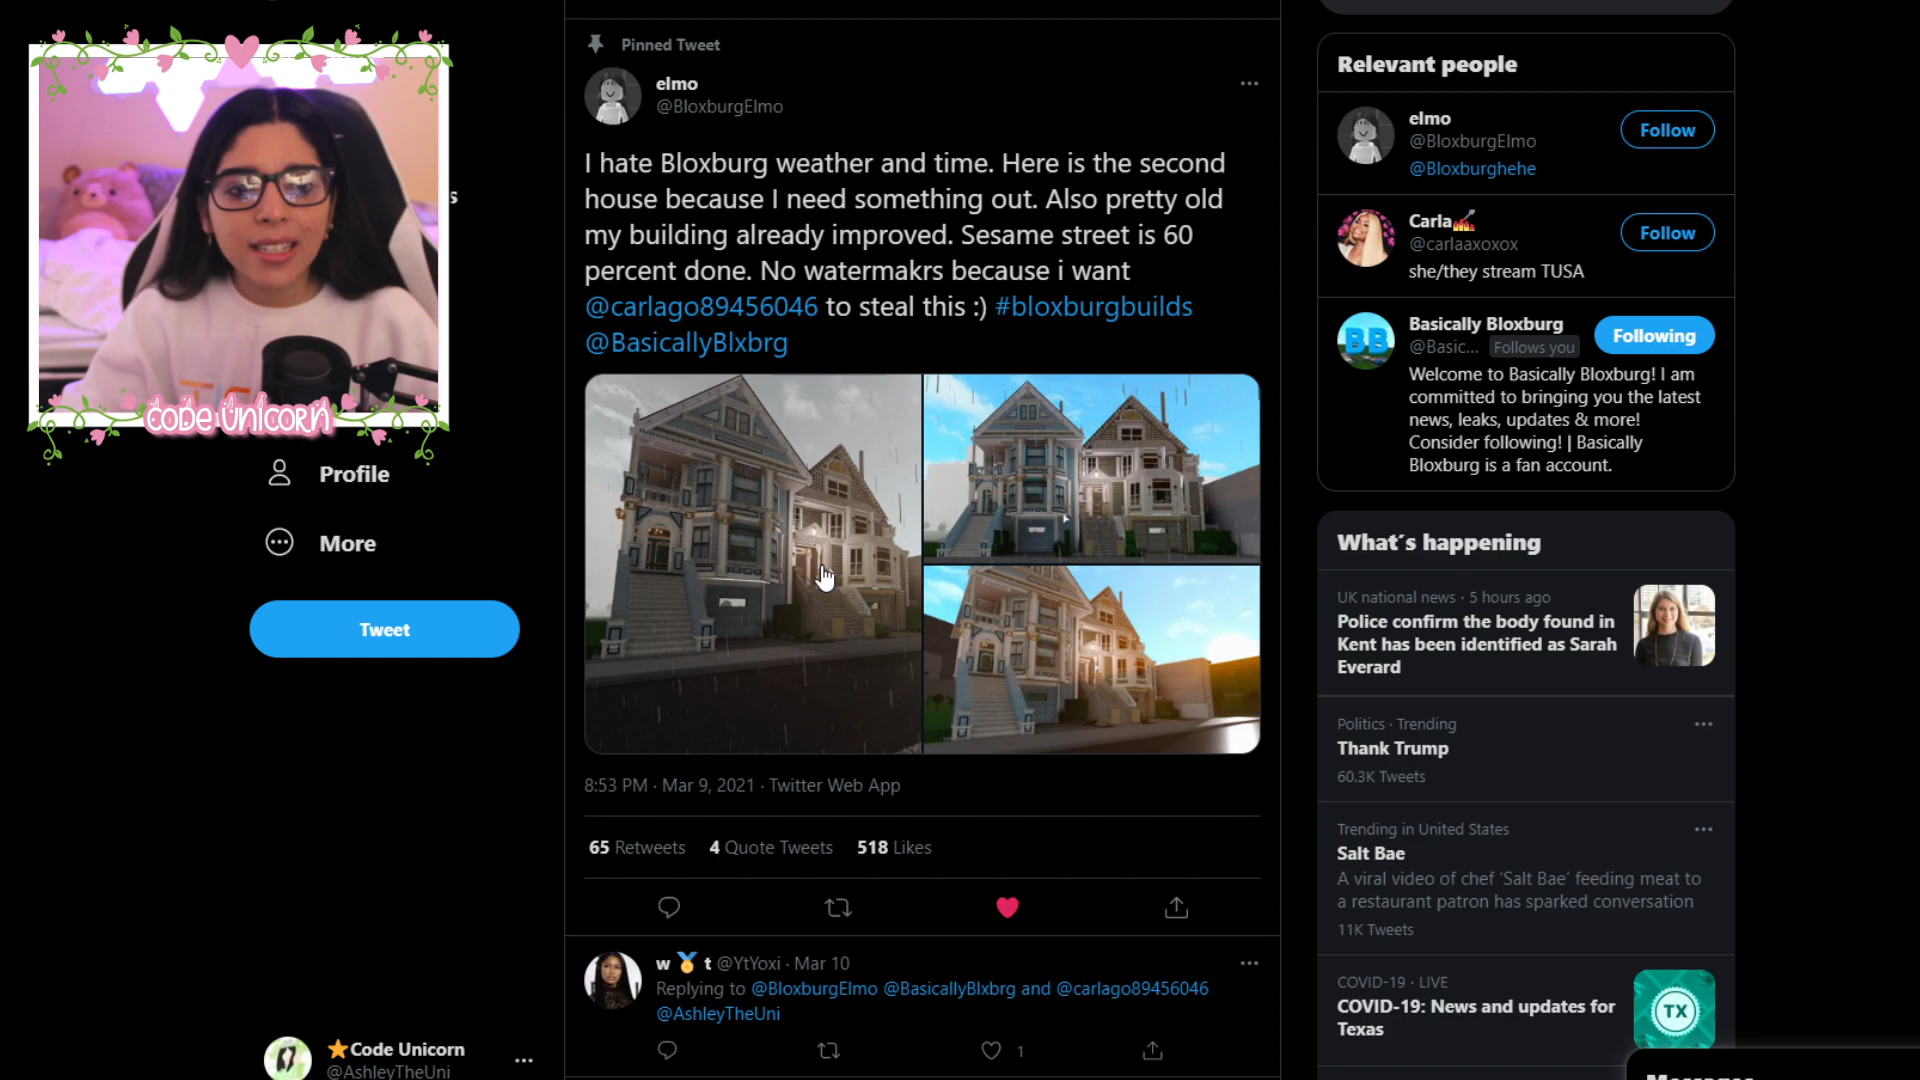 CODE UNICORN
s
Profile
More
Tweet
Code Unicorn
@AshleyTheUni
Pinned Tweet
elmo
@BloxburgElmo
I hate Bloxburg weather and time. Here is the second
house because I need something out. Also pretty old
my building already improved. Sesame street is 60
percent done. No watermakrs because i want
@carlago89456046 to steal this :) #bloxburgbuilds
@BasicallyBlxbrg
8:53 PM · Mar 9, 2021 · Twitter Web App
65 Retweets 4 Quote Tweets 518 Likes
w t @YtYoxi · Mar 10
Replying to @BloxburgElmo @BasicallyBlxbrg and @carlago89456046
@AshleyTheUni
1
Relevant people
elmo
@BloxburgElmo
@Bloxburghehe
Follow
Carla
@carlaaxoxox
she/they stream TUSA
Follow
BB
Basically Bloxburg
@Basic... Follows you
Following
Welcome to Basically Bloxburg! I am
committed to bringing you the latest
news, leaks, updates & more!
Consider following! | Basically
Bloxburg is a fan account.
What's happening
UK national news · 5 hours ago
Police confirm the body found in
Kent has been identified as Sarah
Everard
Politics · Trending
Thank Trump
60.3K Tweets
Trending in United States
Salt Bae
A viral video of chef 'Salt Bae' feeding meat to
a restaurant patron has sparked conversation
11K Tweets
COVID-19 · LIVE
COVID-19: News and updates for
Texas
TX
Messages